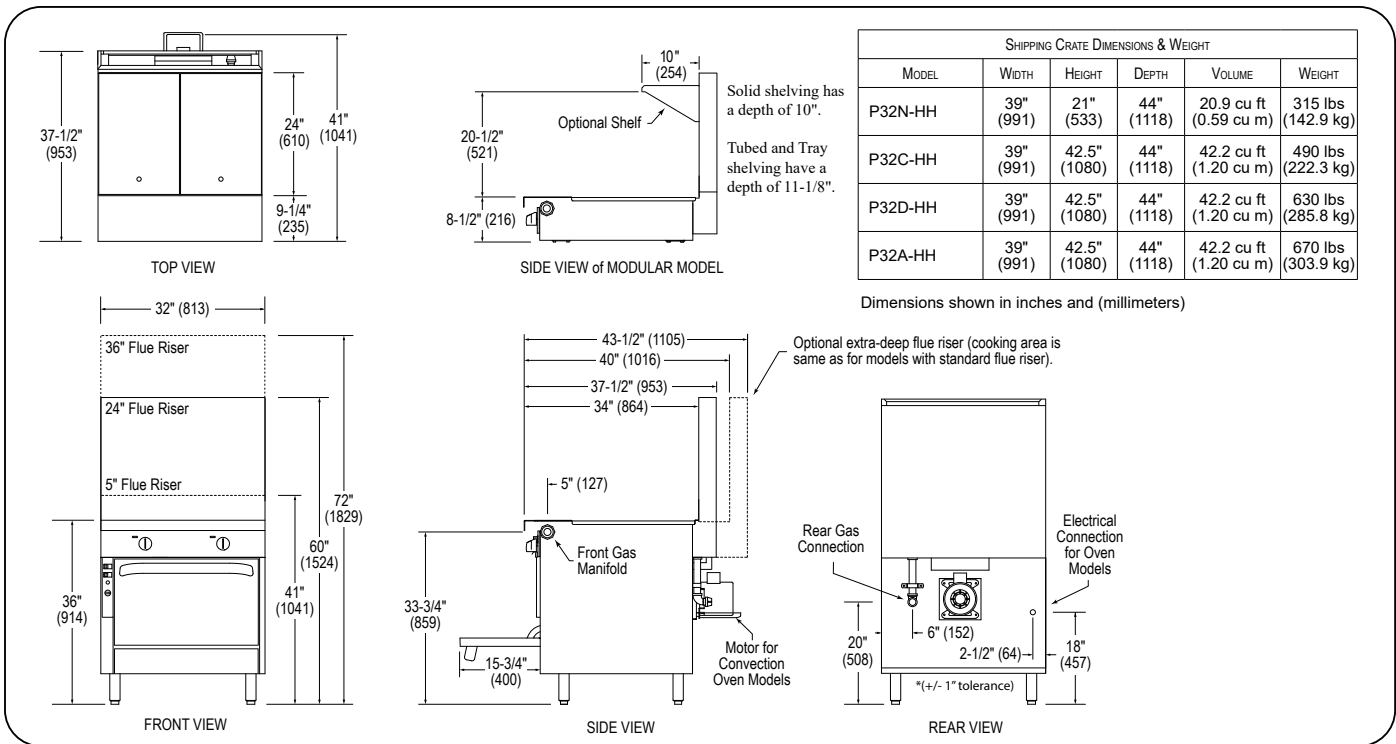 37-1/2"
(953)
24"
(610)
41"
(1041)
9-1/4"
(235)
TOP VIEW
10"
(254)
Optional Shelf
20-1/2"
(521)
8-1/2" (216)
SIDE VIEW of MODULAR MODEL
Solid shelving has
a depth of 10".
Tubed and Tray
shelving have a
depth of 11-1/8".
SHIPPING CRATE DIMENSIONS & WEIGHT
MODEL WIDTH HEIGHT DEPTH VOLUME WEIGHT
P32N-HH 39" (991) 21" (533) 44" (1118) 20.9 cu ft (0.59 cu m) 315 lbs (142.9 kg)
P32C-HH 39" (991) 42.5" (1080) 44" (1118) 42.2 cu ft (1.20 cu m) 490 lbs (222.3 kg)
P32D-HH 39" (991) 42.5" (1080) 44" (1118) 42.2 cu ft (1.20 cu m) 630 lbs (285.8 kg)
P32A-HH 39" (991) 42.5" (1080) 44" (1118) 42.2 cu ft (1.20 cu m) 670 lbs (303.9 kg)
Dimensions shown in inches and (millimeters)
32" (813)
36" Flue Riser
24" Flue Riser
5" Flue Riser
36"
(914)
41"
(1041)
60"
(1524)
72"
(1829)
FRONT VIEW
43-1/2" (1105)
40" (1016)
37-1/2" (953)
34" (864)
Optional extra-deep flue riser (cooking area is
same as for models with standard flue riser).
5" (127)
Front Gas
Manifold
33-3/4"
(859)
15-3/4"
(400)
Motor for
Convection
Oven Models
SIDE VIEW
Rear Gas
Connection
Electrical
Connection
for Oven
Models
20"
(508)
6" (152)
2-1/2" (64)
18"
(457)
*(+/- 1" tolerance)
REAR VIEW